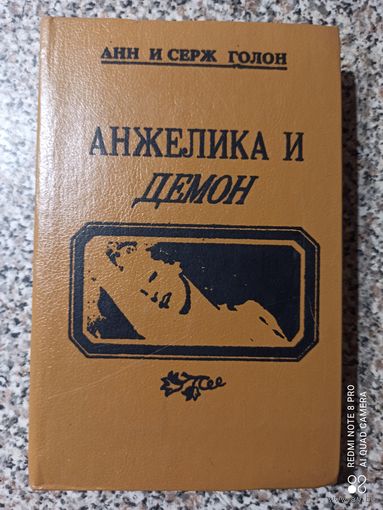 АНН И СЕРЖ ГОЛОН
АНЖЕЛИКА И
ДЕМОН
REDMI NOTE 8 PRO
AI QUAD CAMERA